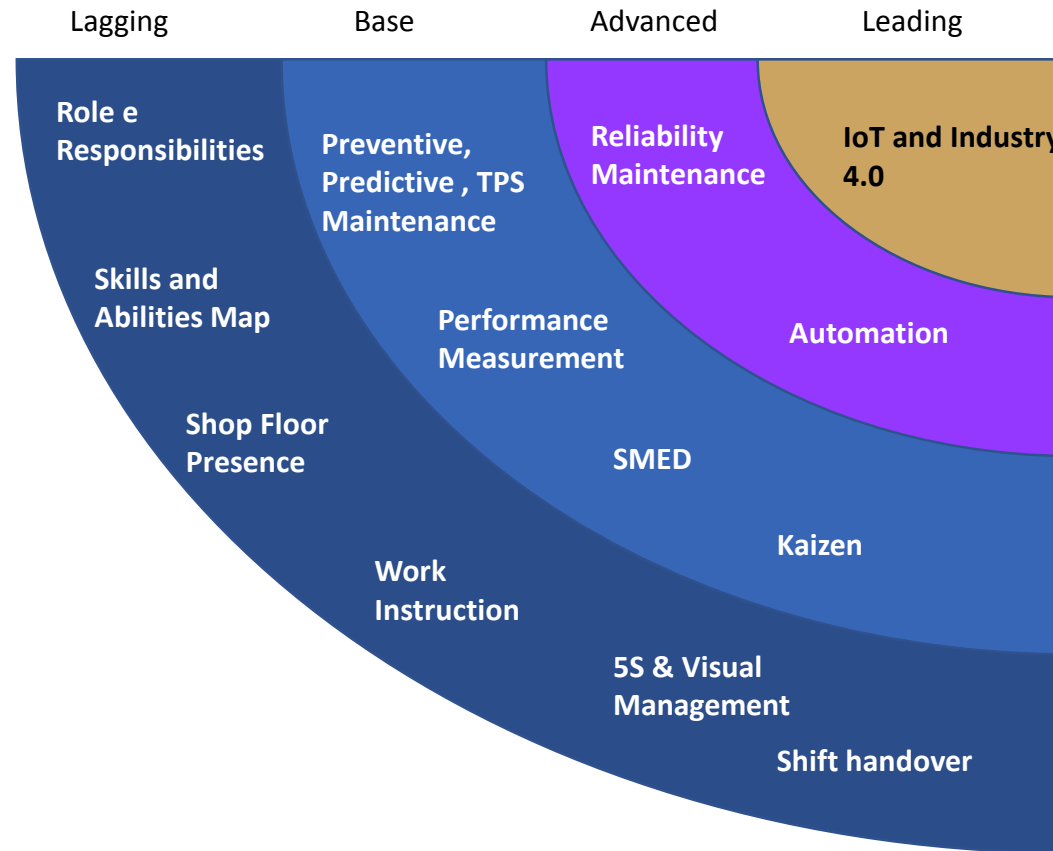 Lagging
Base
Advanced
Leading
Role e
Responsibilities
Preventive,
Predictive , TPS
Maintenance
Reliability
Maintenance
IoT and Industry
4.0
Skills and
Abilities Map
Performance
Measurement
Automation
Shop Floor
Presence
SMED
Kaizen
Work
Instruction
5S & Visual
Management
Shift handover